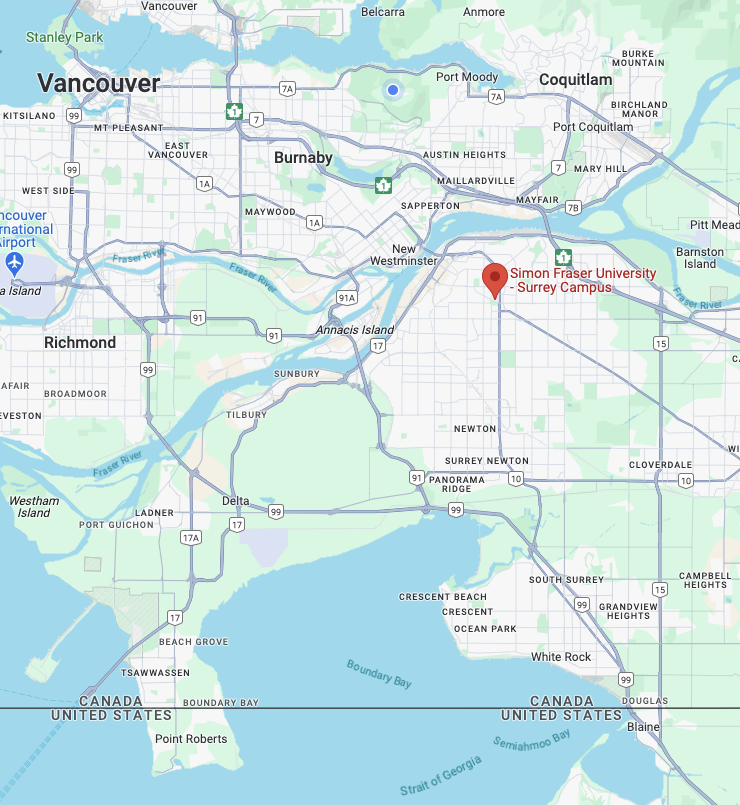 Vancouver
Belcarra
Anmore
Stanley Park
BURKE
MOUNTAIN
Port Moody
Coquitlam
Vancouver
7A
7A
BIRCHLAND
MANOR
KITSILANO
99
1
7
MT PLEASANT
Port Coquitlam
EAST
VANCOUVER
Burnaby
AUSTIN HEIGHTS
99
7
MARY HILL
WEST SIDE
1A
1
MAILLARDVILLE
SAPPERTON
MAYFAIR
7B
MAYWOOD
1A
ncouver
ernational
Airport
Pitt Mead
New
Westminster
Fraser River
1
Barnston
Island
Fraser River
Simon Fraser University
- Surrey Campus
a Island
91A
Fraser River
91
Annacis Island
91
Richmond
17
15
99
SUNBURY
AFAIR
BROADMOOR
EVESTON
TILBURY
NEWTON
Fraser River
SURREY NEWTON
CLOVERDALE
WI
91
PANORAMA
RIDGE
10
10
Westham
Island
Delta
LADNER
99
99
PORT GUICHON
17
17A
SOUTH SURREY
CAMPBELL
HEIGHTS
15
CRESCENT BEACH
CRESCENT
OCEAN PARK
99
GRANDVIEW
HEIGHTS
17
BEACH GROVE
White Rock
TSAWWASSEN
Boundary Bay
99
CANADA
UNITED STATES
BOUNDARY BAY
CANADA
UNITED STATES
DOUGLAS
Blaine
Point Roberts
Semiahmoo Bay
Strait of Georgia